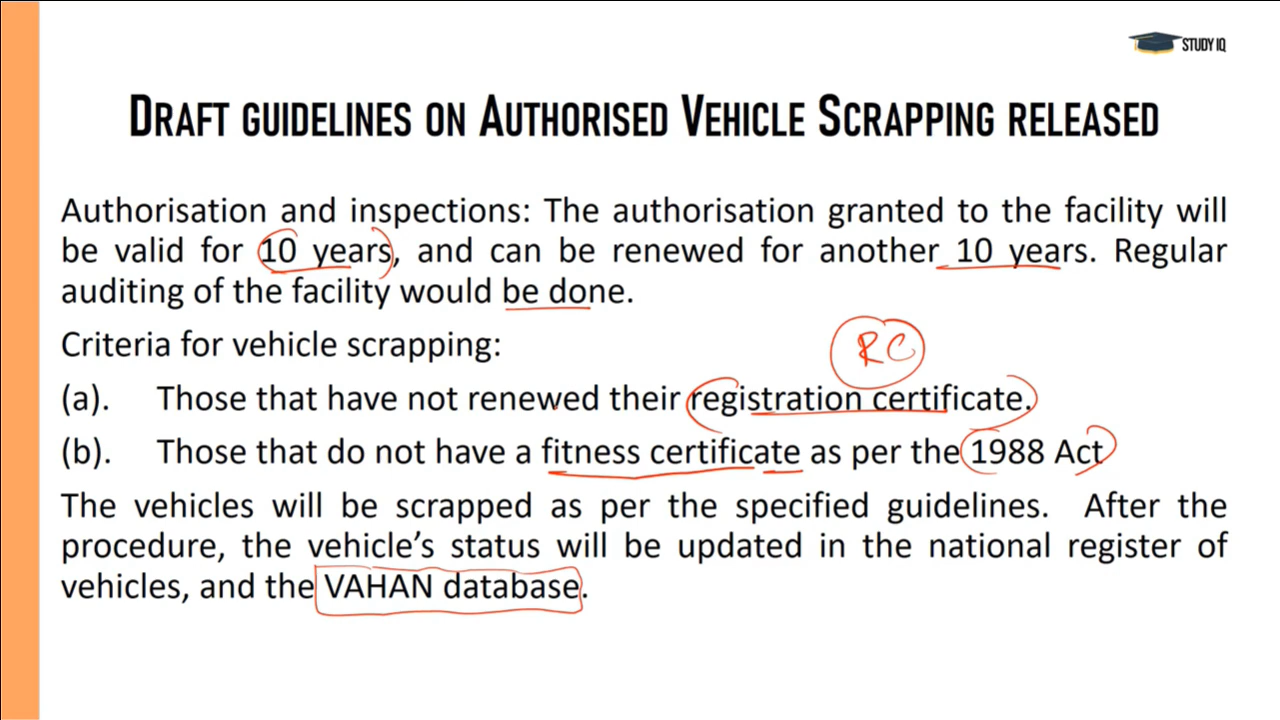 STUDY IQ
DRAFT GUIDELINES ON AUTHORISED VEHICLE SCRAPPING RELEASED
Authorisation and inspections: The authorisation granted to the facility will
be valid for 10 years, and can be renewed for another 10 years. Regular
auditing of the facility would be done.
Criteria for vehicle scrapping:
RC
(a). Those that have not renewed their registration certificate.
(b). Those that do not have a fitness certificate as per the 1988 Act
The vehicles will be scrapped as per the specified guidelines. After the
procedure, the vehicle's status will be updated in the national register of
vehicles, and the VAHAN database.